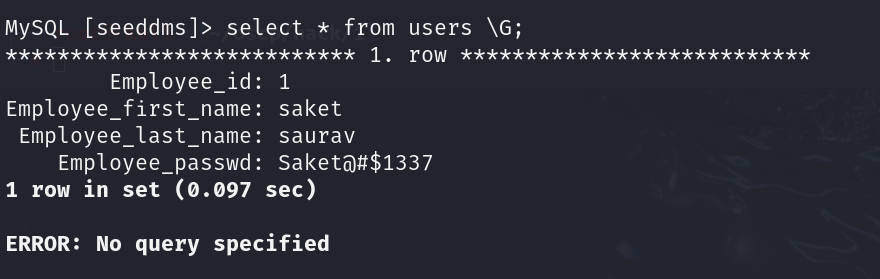 MySQL [seeddms]> select * from users \G;
*************************** 1. row ***************************
Employee_id: 1
Employee_first_name: saket
Employee_last_name: saurav
Employee_passwd: Saket@#$1337
1 row in set (0.097 sec)
ERROR: No query specified